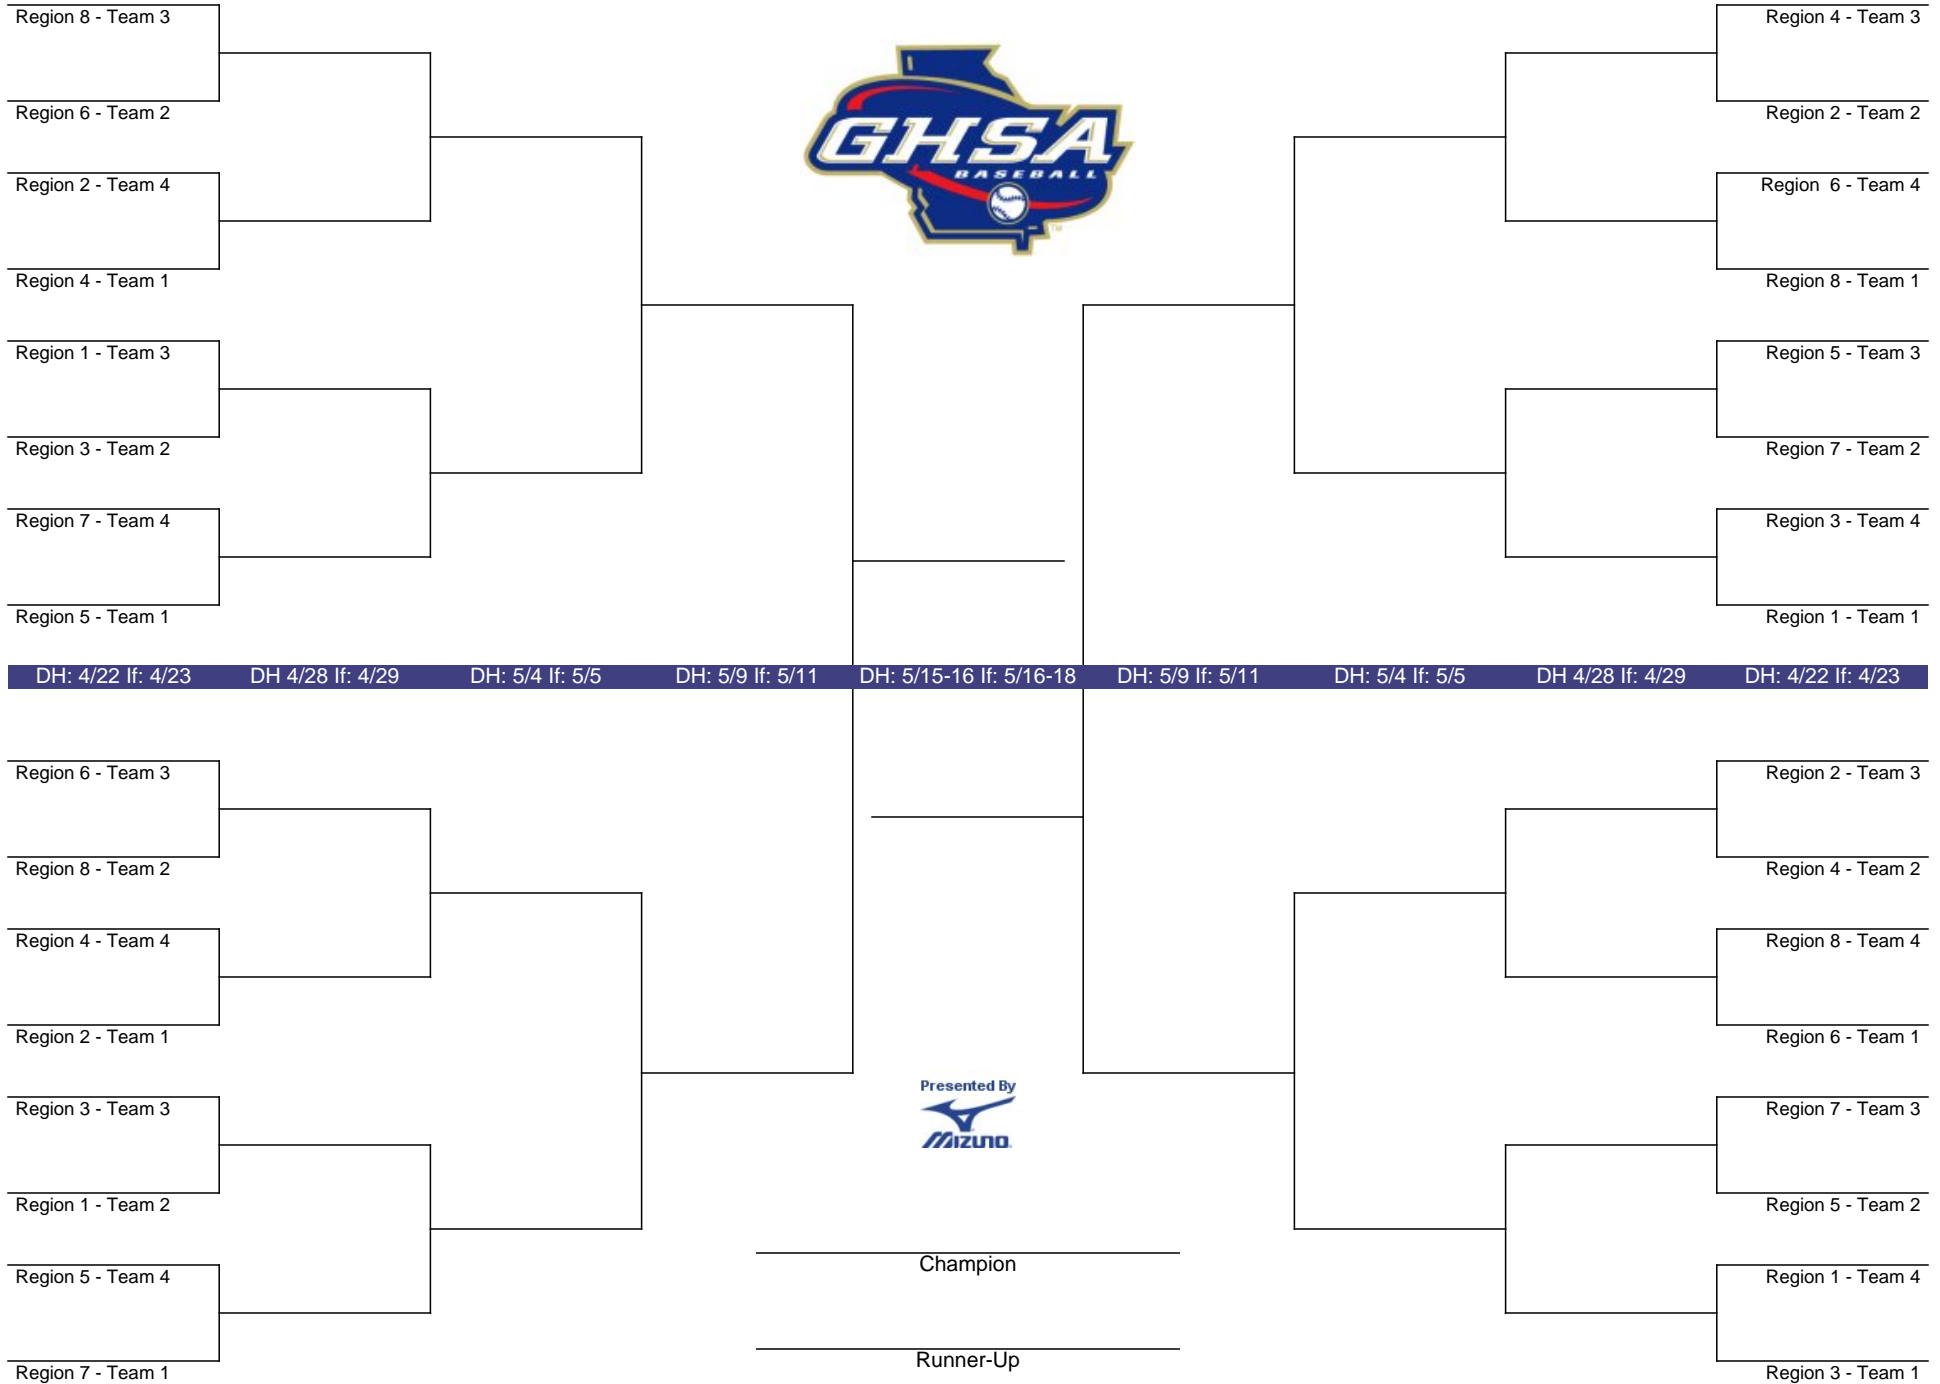 Region 8 - Team 3
Region 4 - Team 3
GHSA
BASEBALL
TM
Region 6 - Team 2
Region 2 - Team 2
Region 2 - Team 4
Region  6 - Team 4
Region 4 - Team 1
Region 8 - Team 1
Region 1 - Team 3
Region 5 - Team 3
Region 3 - Team 2
Region 7 - Team 2
Region 7 - Team 4
Region 3 - Team 4
Region 5 - Team 1
Region 1 - Team 1
DH: 4/22 If: 4/23 DH 4/28 If: 4/29 DH: 5/4 If: 5/5 DH: 5/9 If: 5/11 DH: 5/15-16 If: 5/16-18 DH: 5/9 If: 5/11 DH: 5/4 If: 5/5 DH 4/28 If: 4/29 DH: 4/22 If: 4/23
Region 6 - Team 3
Region 2 - Team 3
Region 8 - Team 2
Region 4 - Team 2
Region 4 - Team 4
Region 8 - Team 4
Region 2 - Team 1
Region 6 - Team 1
Presented By
MIZUNO
Region 3 - Team 3
Region 7 - Team 3
Region 1 - Team 2
Region 5 - Team 2
Champion
Region 5 - Team 4
Region 1 - Team 4
Runner-Up
Region 7 - Team 1
Region 3 - Team 1